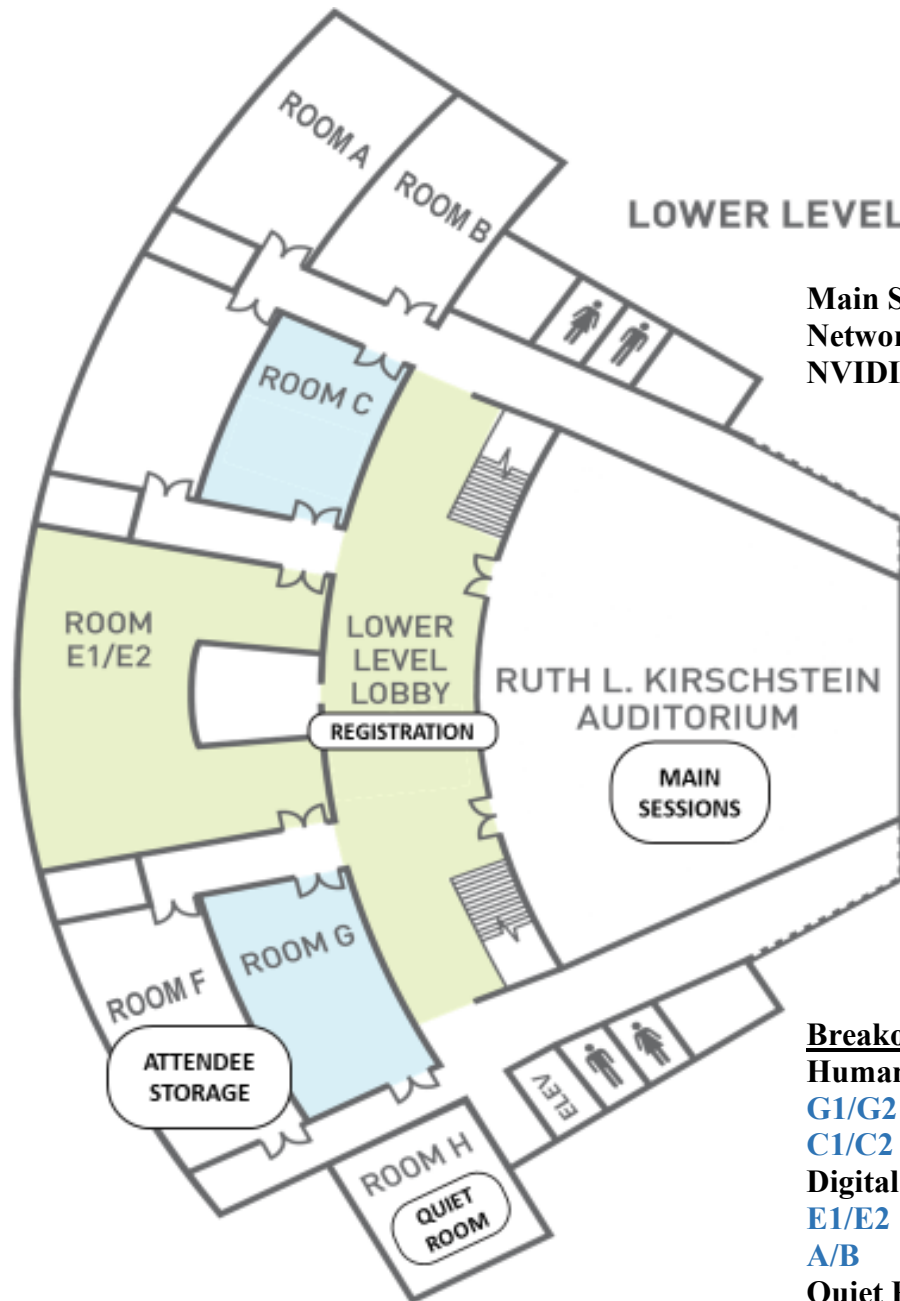 ROOM A
ROOM B
LOWER LEVEL
Main S
Networ
NVIDI
ROOM C
ROOM
E1/E2
LOWER
LEVEL
LOBBY
REGISTRATION
RUTH L. KIRSCHSTEIN
AUDITORIUM
MAIN
SESSIONS
ROOM G
ROOM F
ATTENDEE
STORAGE
ELEV
ROOM H
QUIET
ROOM
Breako
Human
G1/G2
C1/C2
Digital
E1/E2
A/B
Quiet